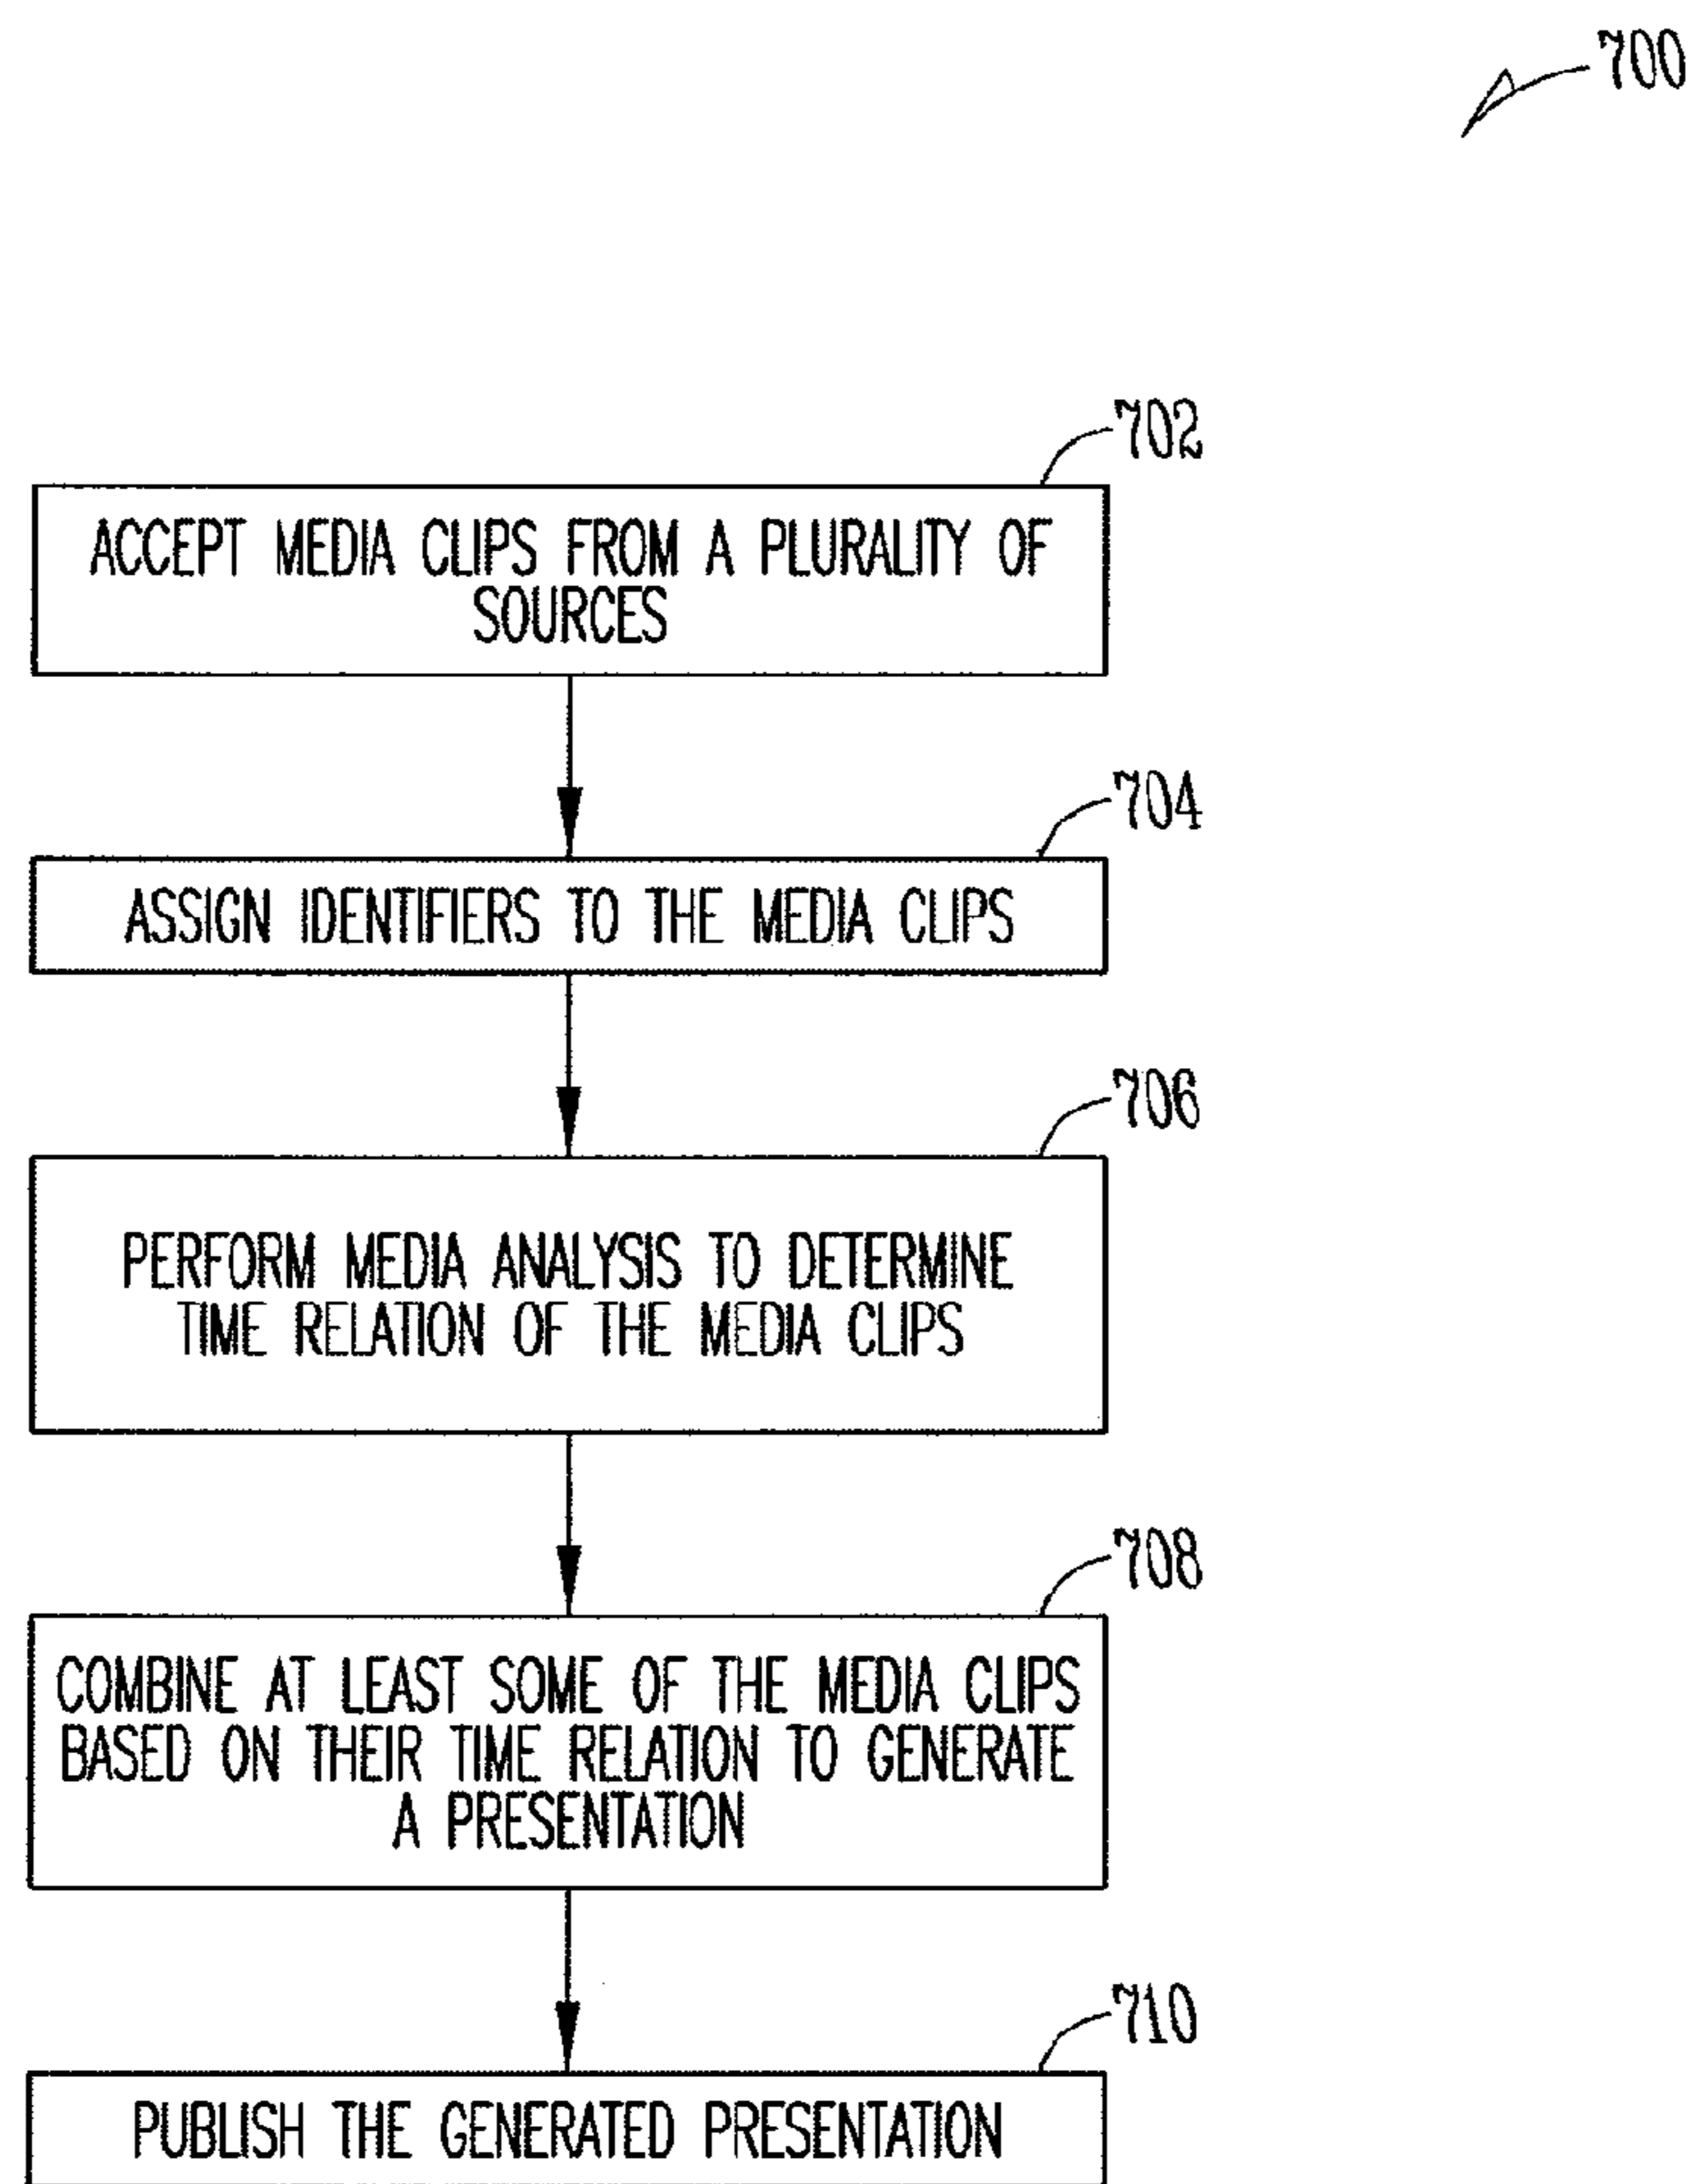 700
702
ACCEPT MEDIA CLIPS FROM A PLURALITY OF
SOURCES
704
ASSIGN IDENTIFIERS TO THE MEDIA CLIPS
706
PERFORM MEDIA ANALYSIS TO DETERMINE
TIME RELATION OF THE MEDIA CLIPS
708
COMBINE AT LEAST SOME OF THE MEDIA CLIPS
BASED ON THEIR TIME RELATION TO GENERATE
A PRESENTATION
710
PUBLISH THE GENERATED PRESENTATION